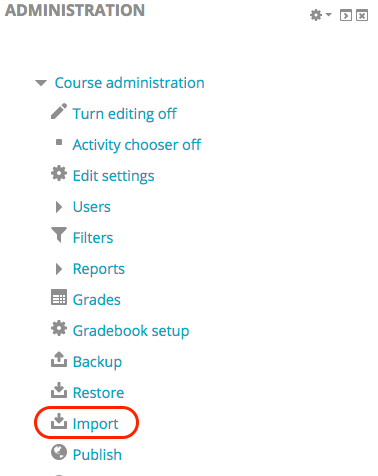 ADMINISTRATION
Course administration
Turn editing off
Activity chooser off
Edit settings
Users
Filters
Reports
Grades
Gradebook setup
Backup
Restore
Import
Publish